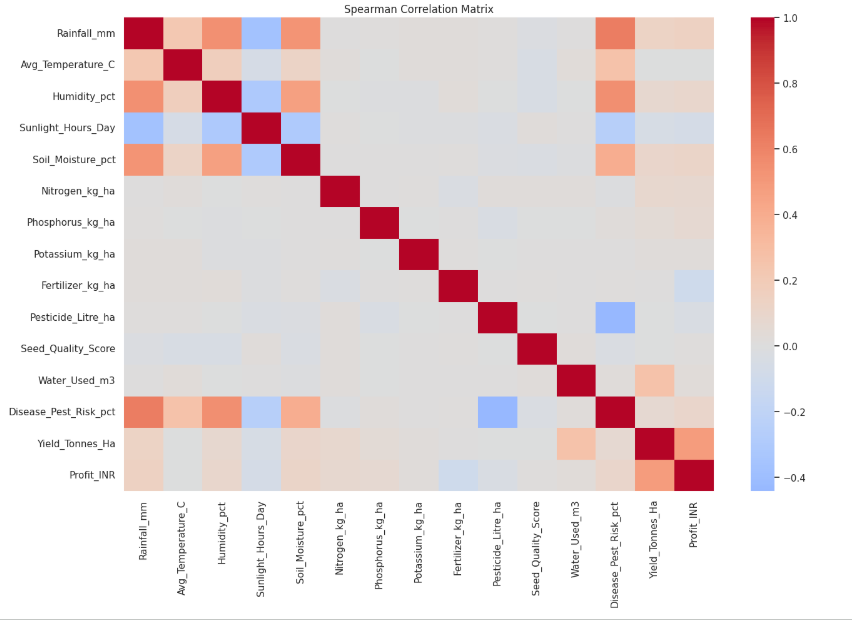 Spearman Correlation Matrix
Rainfall_mm
Avg_Temperature_C
Humidity_pct
Sunlight_Hours_Day
Soil_Moisture_pct
Nitrogen_kg_ha
Phosphorus_kg_ha
Potassium_kg_ha
Fertilizer_kg_ha
Pesticide_Litre_ha
Seed_Quality_Score
Water_Used_m3
Disease_Pest_Risk_pct
Yield_Tonnes_Ha
Profit_INR
Rainfall_mm
Avg_Temperature_C
Humidity_pct
Sunlight_Hours_Day
Soil_Moisture_pct
Nitrogen_kg_ha
Phosphorus_kg_ha
Potassium_kg_ha
Fertilizer_kg_ha
Pesticide_Litre_ha
Seed_Quality_Score
Water_Used_m3
Disease_Pest_Risk_pct
Yield_Tonnes_Ha
Profit_INR
1.0
0.8
0.6
0.4
0.2
0.0
−0.2
−0.4